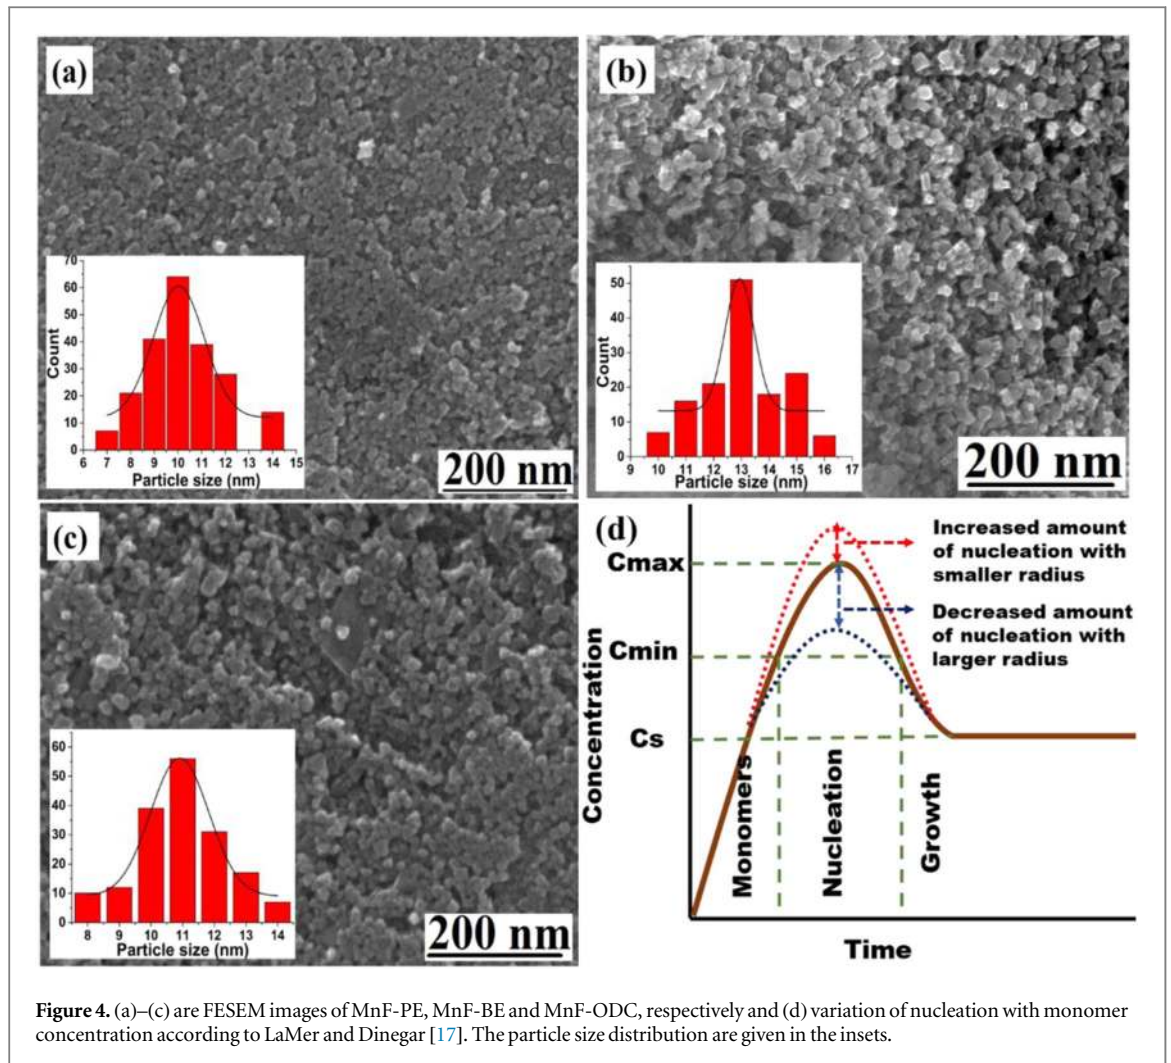 (a)
70
60
50
40
30
20
10
0
Count
6 7 8 9 10 11 12 13 14 15
Particle size (nm)
200 nm
(b)
50
40
30
20
10
0
Count
9 10 11 12 13 14 15 16 17
Particle size (nm)
200 nm
(c)
60
50
40
30
20
10
0
8 9 10 11 12 13 14
Particle size (nm)
200 nm
(d)
Increased amount
of nucleation with
smaller radius
Decreased amount
of nucleation with
larger radius
Cmax
Cmin
Cs
Concentration
Monomers
Nucleation
Growth
Time
Figure 4. (a)–(c) are FESEM images of MnF-PE, MnF-BE and MnF-ODC, respectively and (d) variation of nucleation with monomer
concentration according to LaMer and Dinegar [17]. The particle size distribution are given in the insets.